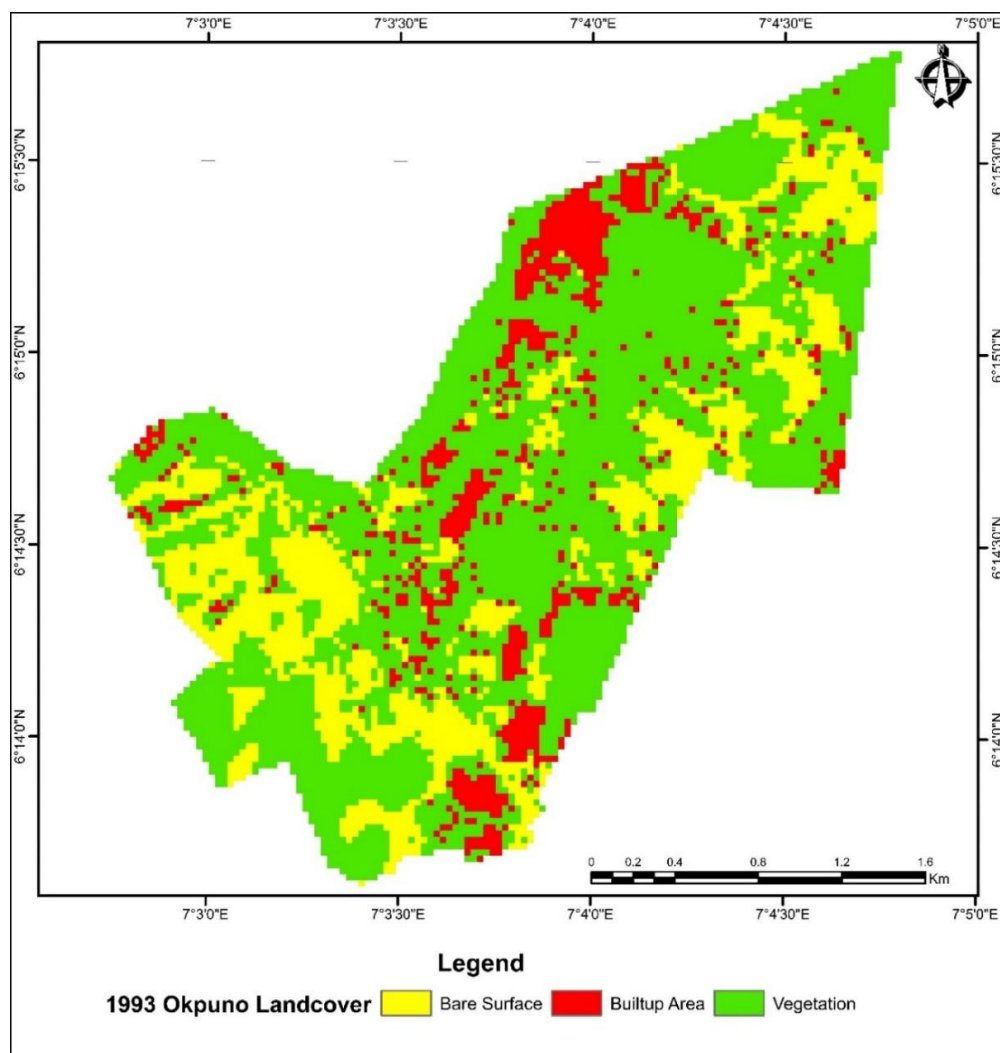 7°3'0"E 7°3'30"E 7°4'0"E 7°4'30"E 7°5'0"E
N
6°15'30"N 6°15'30"N
6°15'0"N 6°15'0"N
6°14'30"N 6°14'30"N
6°14'0"N 6°14'0"N
0 0.2 0.4 0.8 1.2 1.6
Km
7°3'0"E 7°3'30"E 7°4'0"E 7°4'30"E 7°5'0"E
Legend
1993 Okpuno Landcover Bare Surface Builtup Area Vegetation